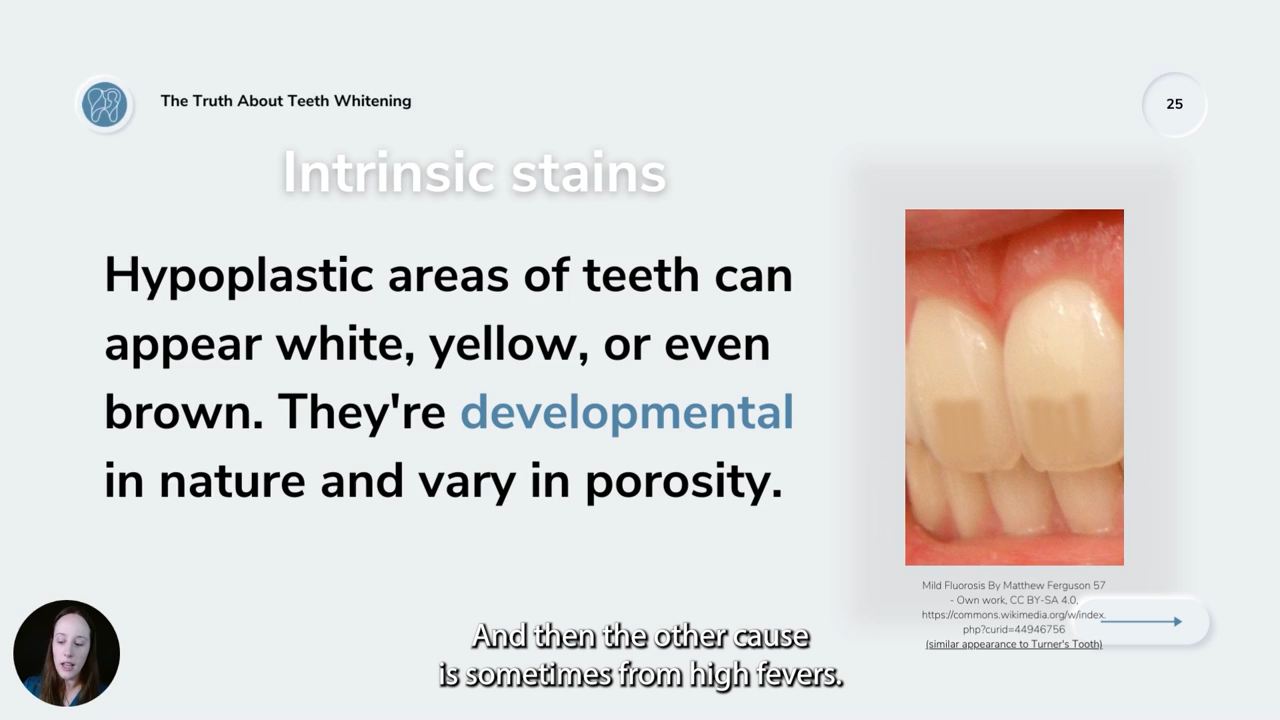 The Truth About Teeth Whitening
25
Intrinsic stains
Hypoplastic areas of teeth can
appear white, yellow, or even
brown. They're developmental
in nature and vary in porosity.
Mild Fluorosis By Matthew Ferguson 57
- Own work, CC BY-SA 4.0,
https://commons.wikimedia.org/w/index.
php?curid=44946756
(similar appearance to Turner's Tooth)
And then the other cause
is sometimes from high fevers.